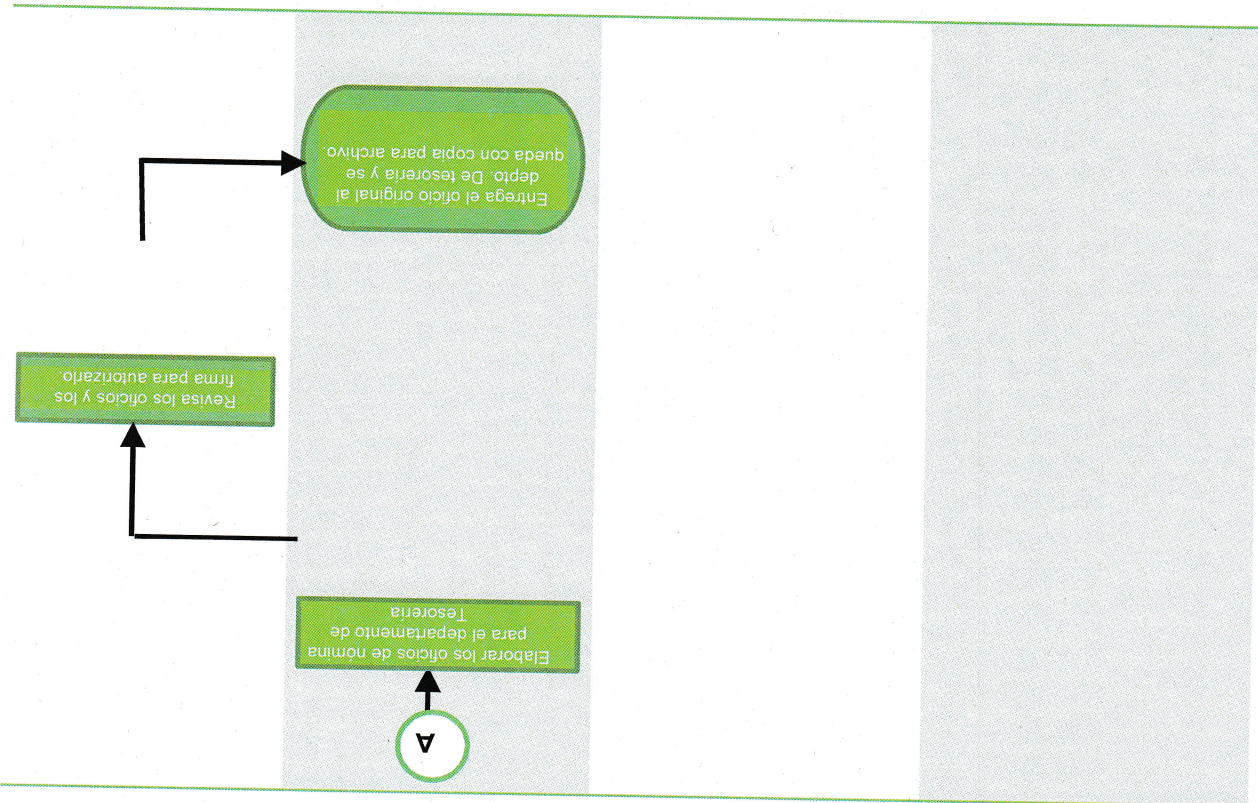 A
Elaborar los oficios de nómina
para el departamento de
Tesoreria
Revisa los oficios y los
firma para autorizarlo.
Entrega el oficio original al
depto. De tesorería y se
queda con copia para archivo.